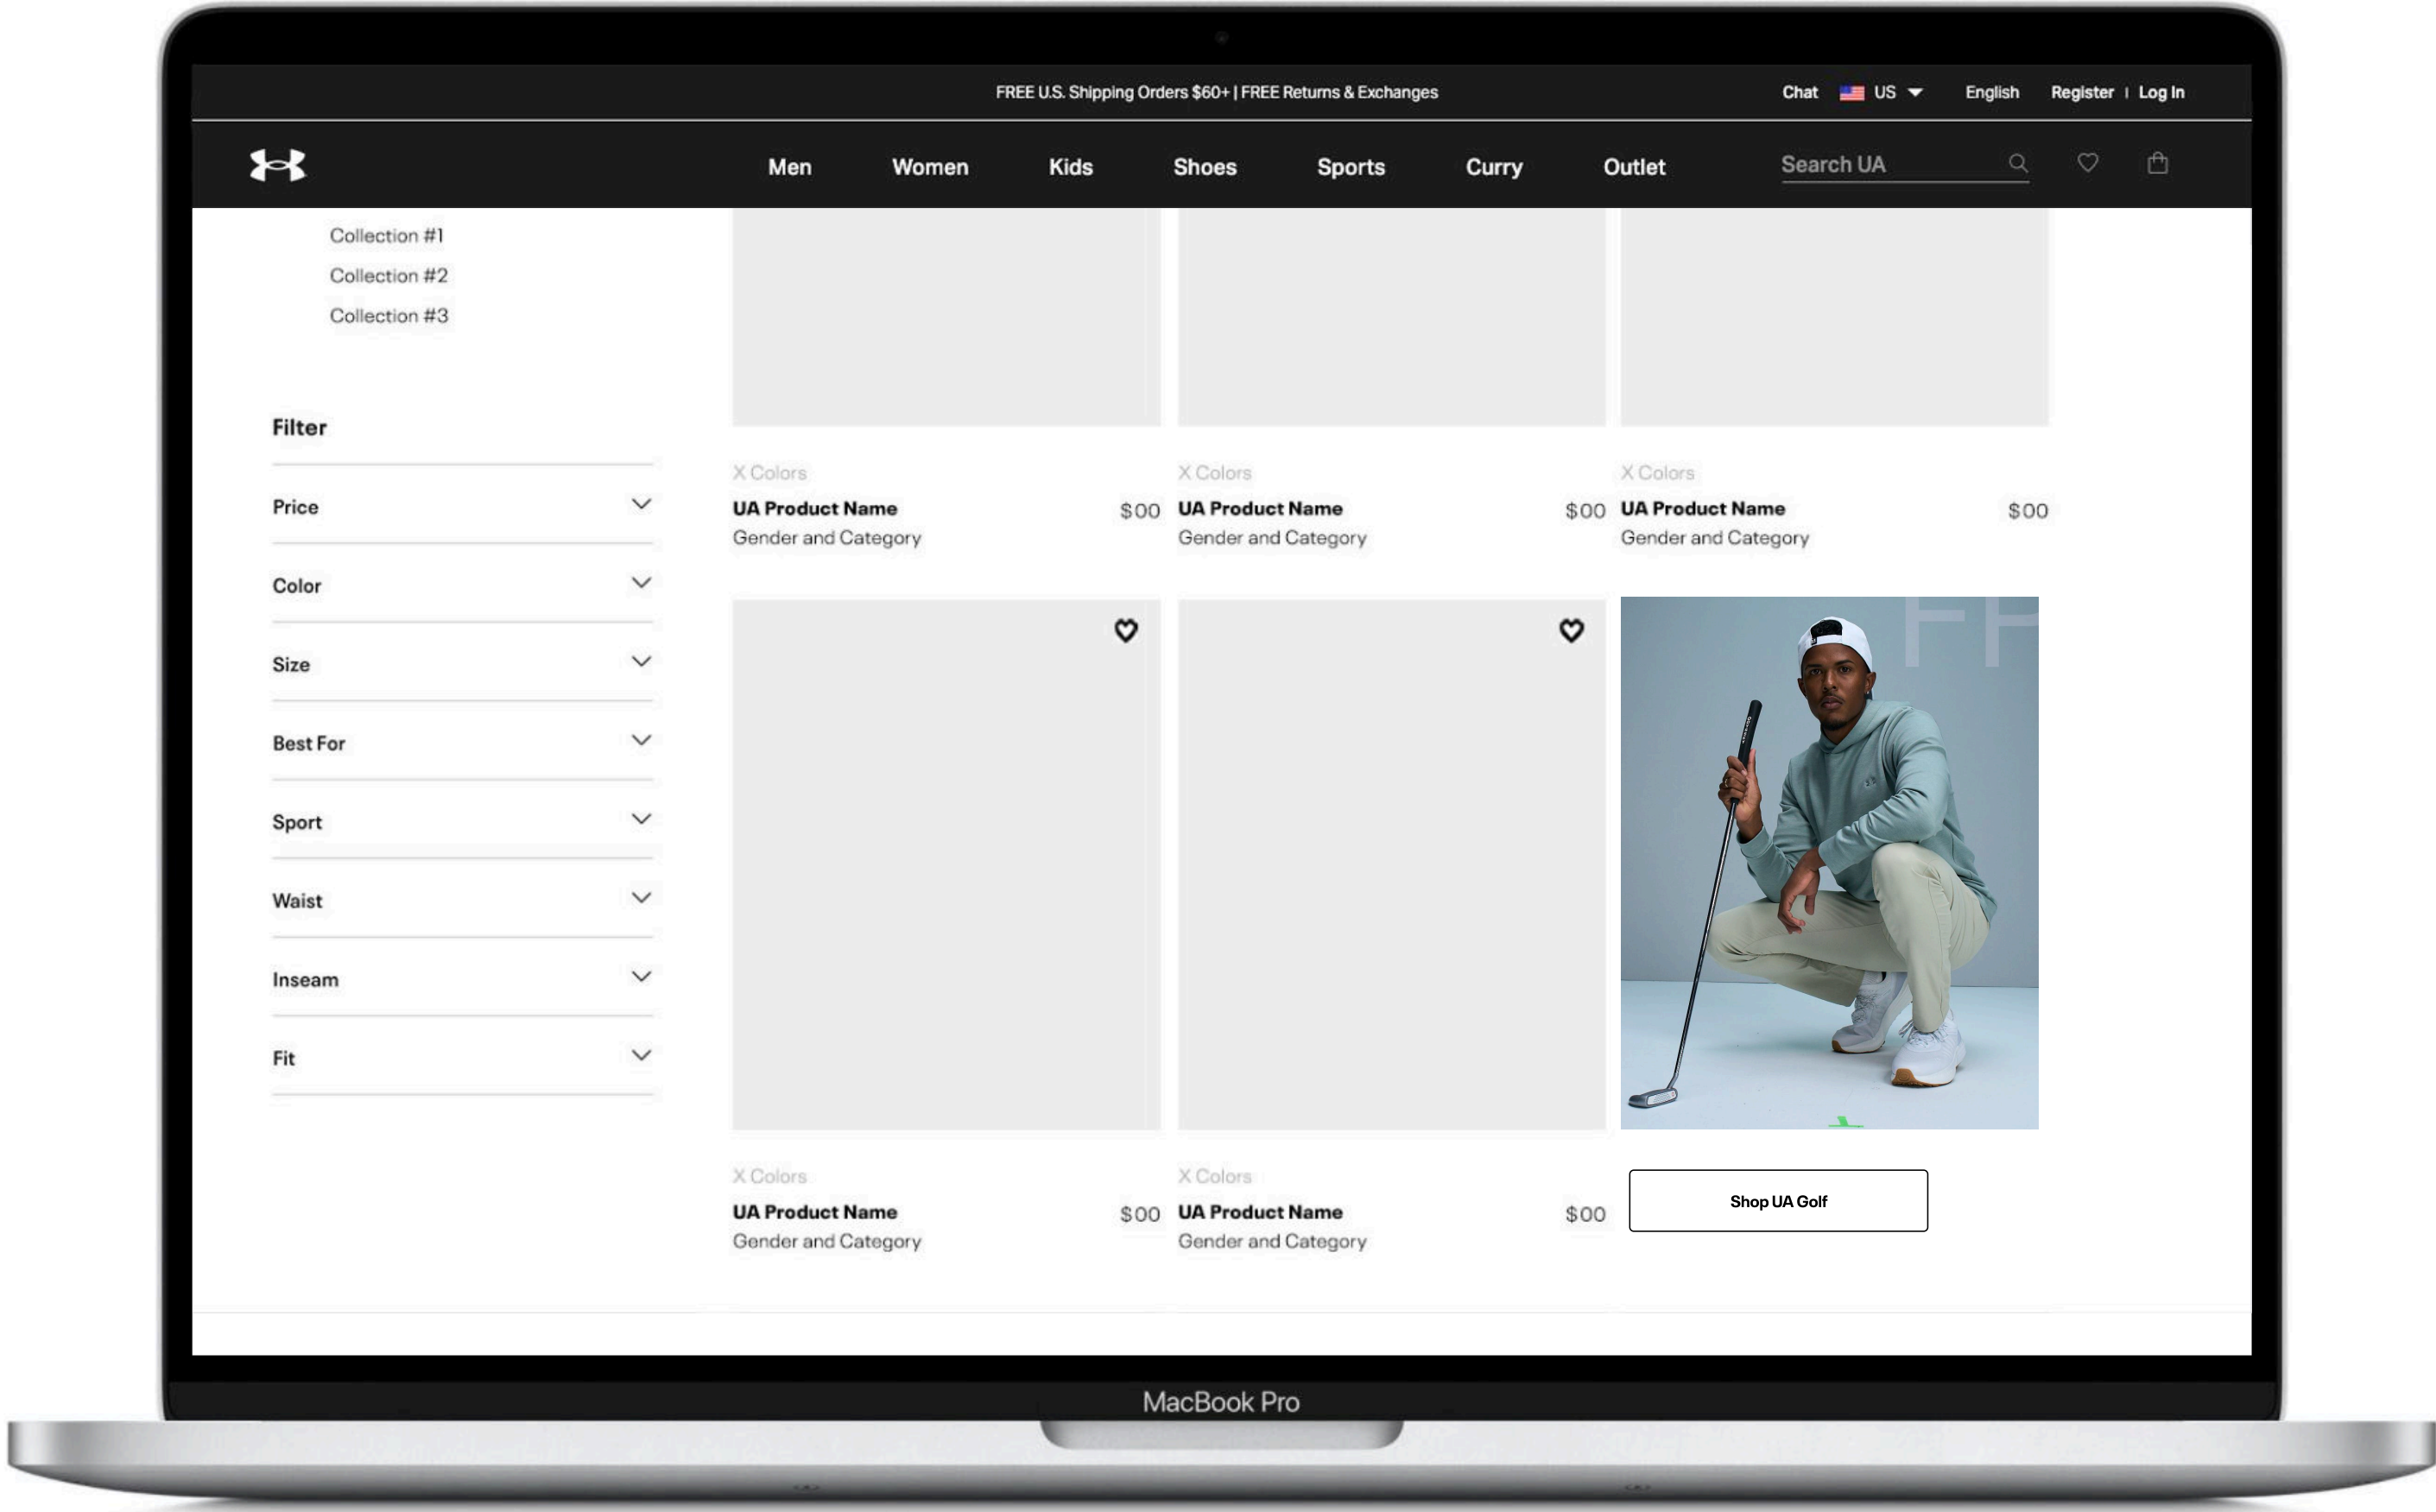 FREE U.S. Shipping Orders $60+ | FREE Returns & Exchanges
Chat US English Register | Log In
Men Women Kids Shoes Sports Curry Outlet Search UA
Collection #1
Collection #2
Collection #3
Filter
Price
Color
Size
Best For
Sport
Waist
Inseam
Fit
X Colors
UA Product Name $00
Gender and Category
X Colors
UA Product Name $00
Gender and Category
X Colors
UA Product Name $00
Gender and Category
FP
X Colors
UA Product Name $00
Gender and Category
X Colors
UA Product Name $00
Gender and Category
Shop UA Golf
MacBook Pro